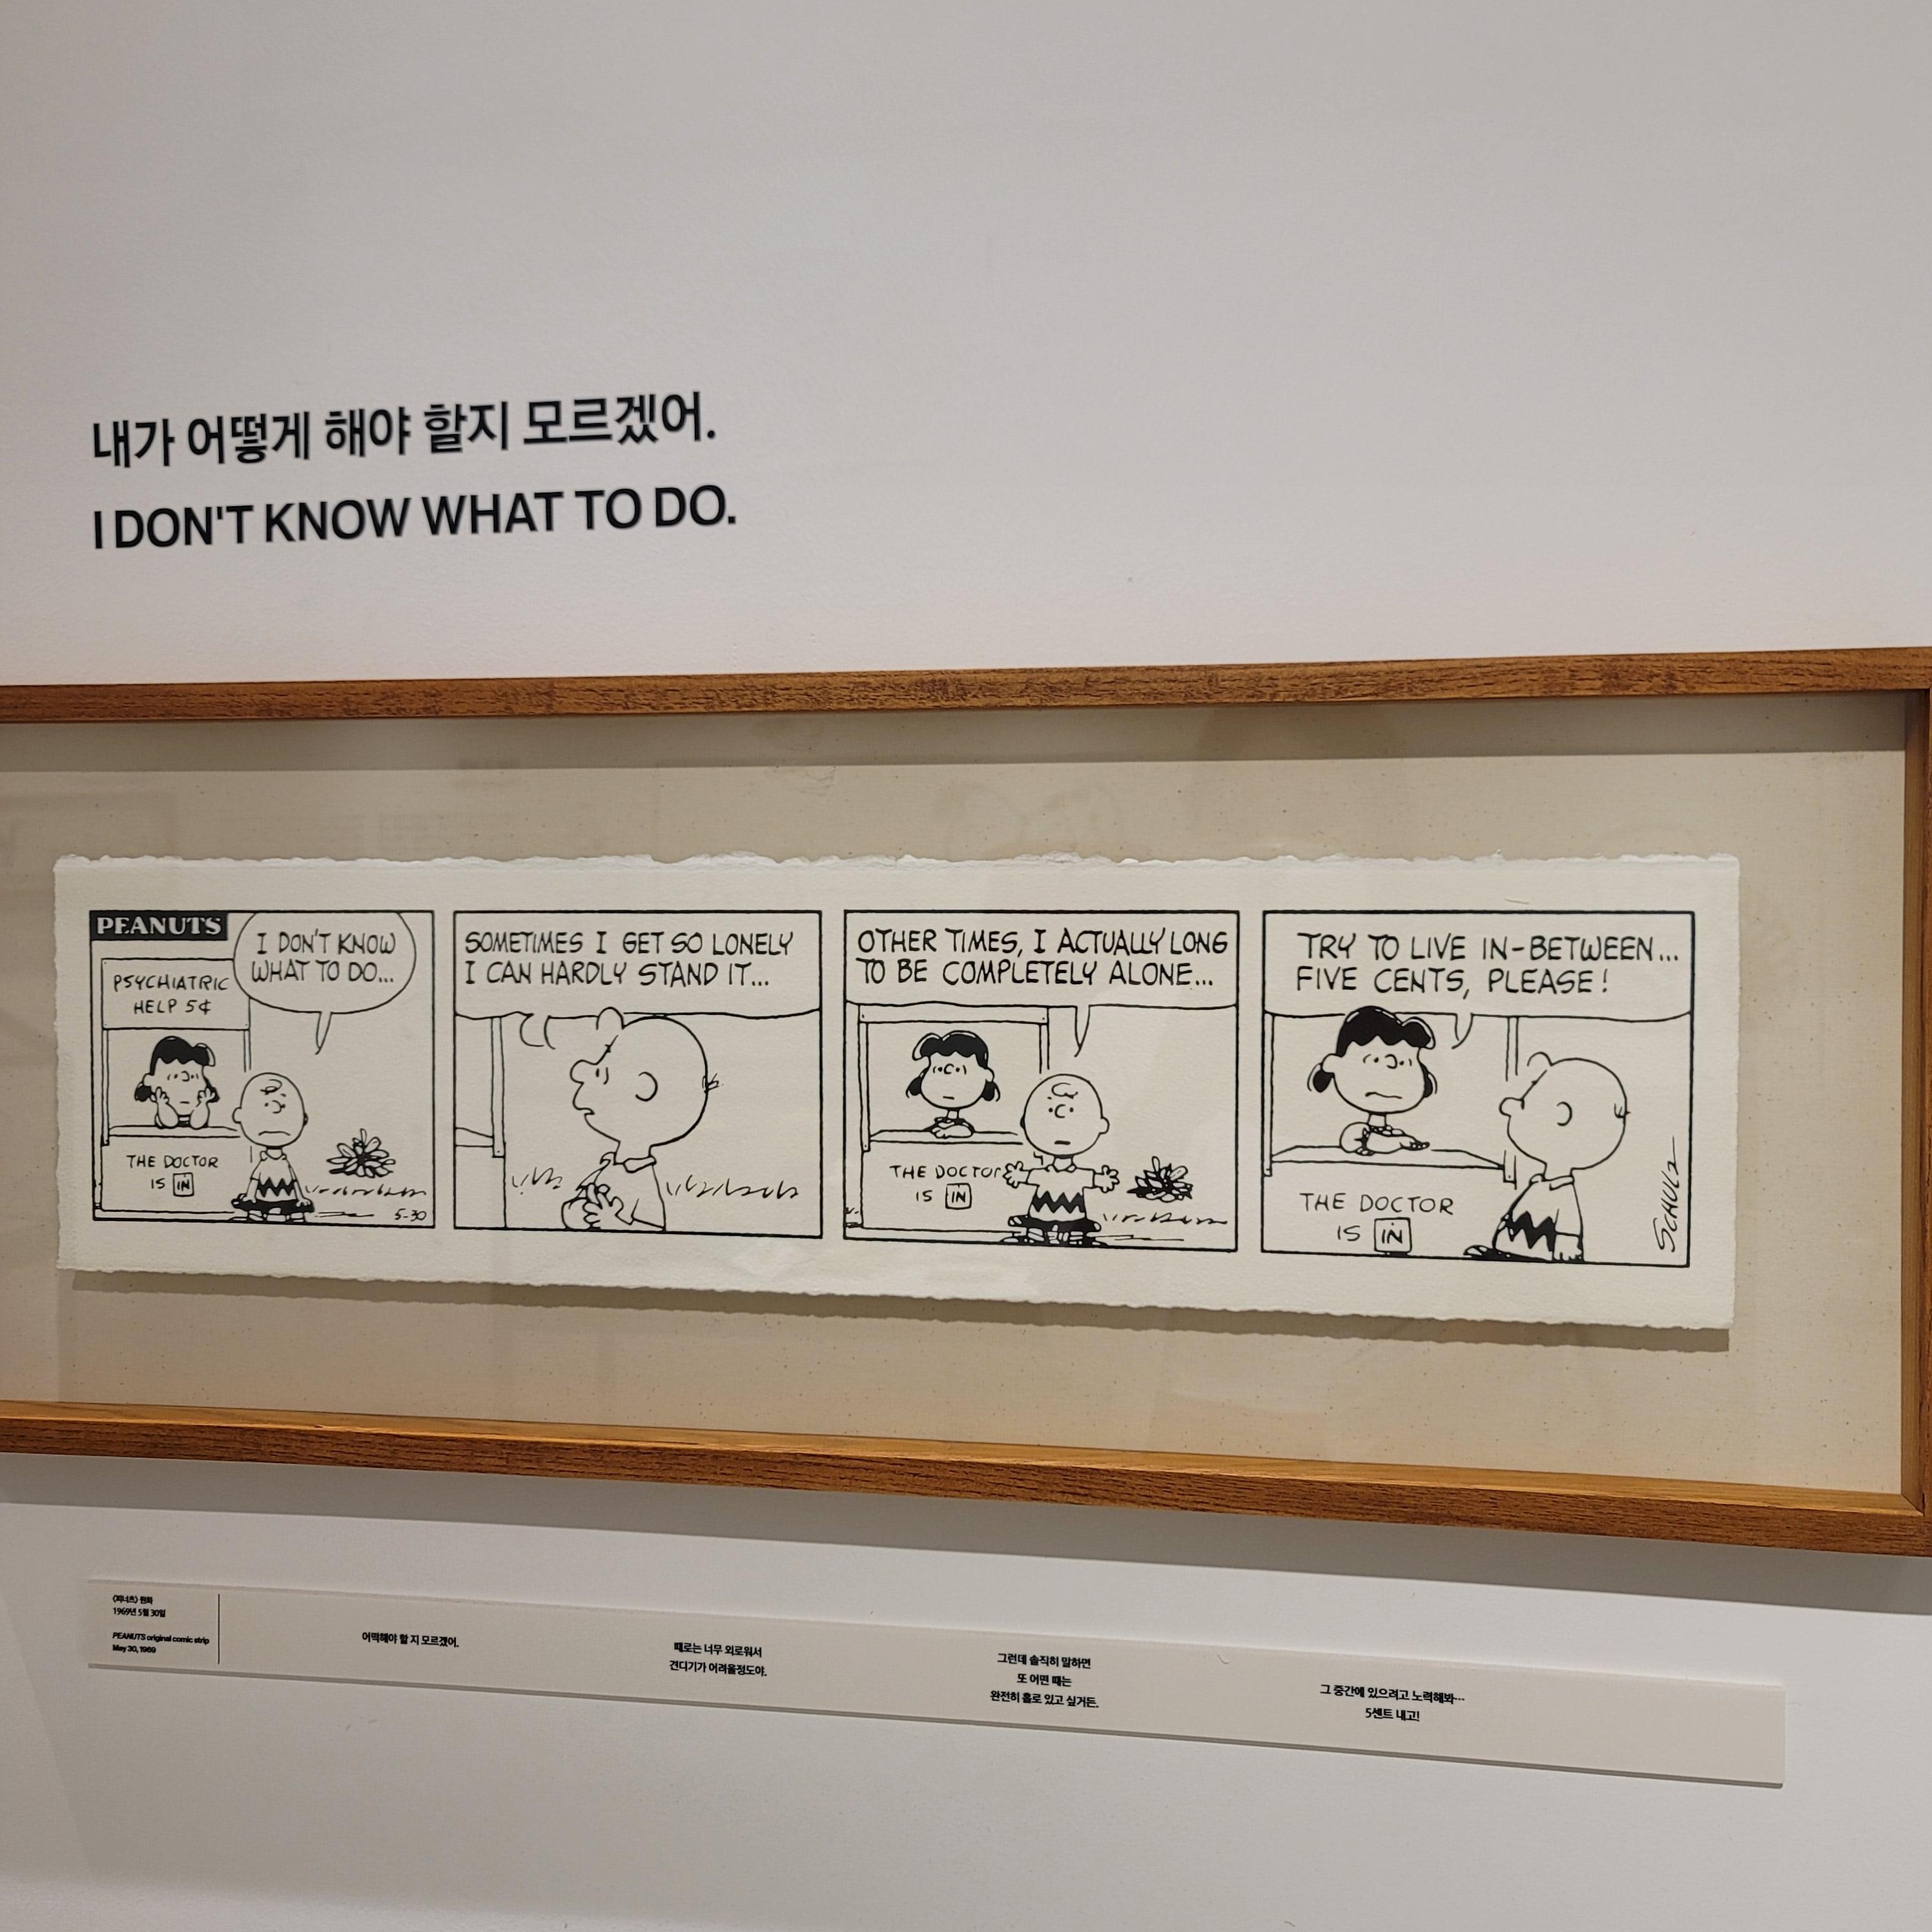 내가 어떻게 해야 할지 모르겠어.
I DON'T KNOW WHAT TO DO.
PEANUTS
I DON'T KNOW
WHAT TO DO...
PSYCHIATRIC
HELP 5¢
THE DOCTOR
IS IN
5-30
SOMETIMES I GET SO LONELY
I CAN HARDLY STAND IT...
OTHER TIMES, I ACTUALLY LONG
TO BE COMPLETELY ALONE...
THE DOCTOR
IS IN
TRY TO LIVE IN-BETWEEN...
FIVE CENTS, PLEASE!
THE DOCTOR
IS IN
SCHULZ
<피너츠> 원화
1969년 5월 30일
PEANUTS original comic strip
May 30, 1969
어떡해야 할 지 모르겠어.
때로는 너무 외로워서
견디기가 어려울정도야.
그런데 솔직히 말하면
또 어떤 때는
완전히 홀로 있고 싶거든.
그 중간에 있으려고 노력해봐…
5센트 내고!